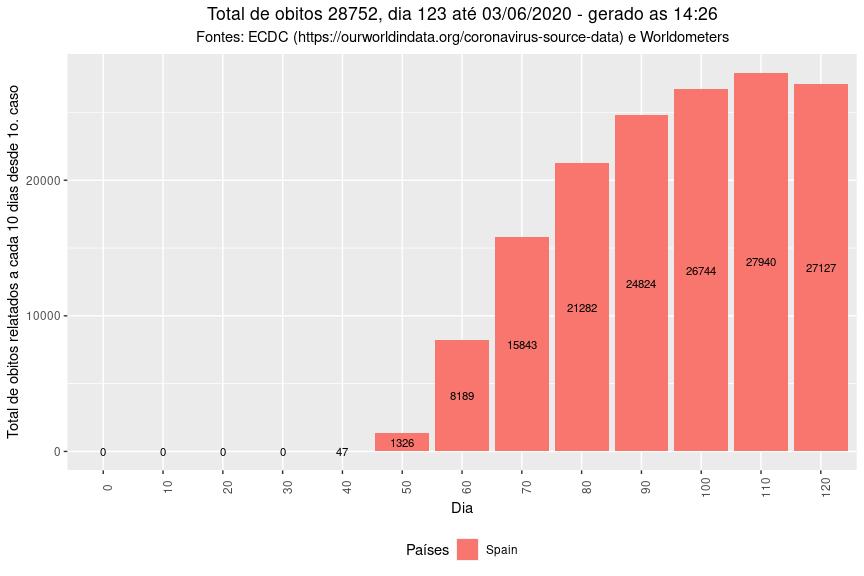 Total de obitos 28752, dia 123 até 03/06/2020 - gerado as 14:26
Fontes: ECDC (https://ourworldindata.org/coronavirus-source-data) e Worldometers
Total de obitos relatados a cada 10 dias desde 1o. caso
20000
10000
0
0 0 0 0 47 1326 8189 15843 21282 24824 26744 27940 27127
0 10 20 30 40 50 60 70 80 90 100 110 120
Dia
Países Spain